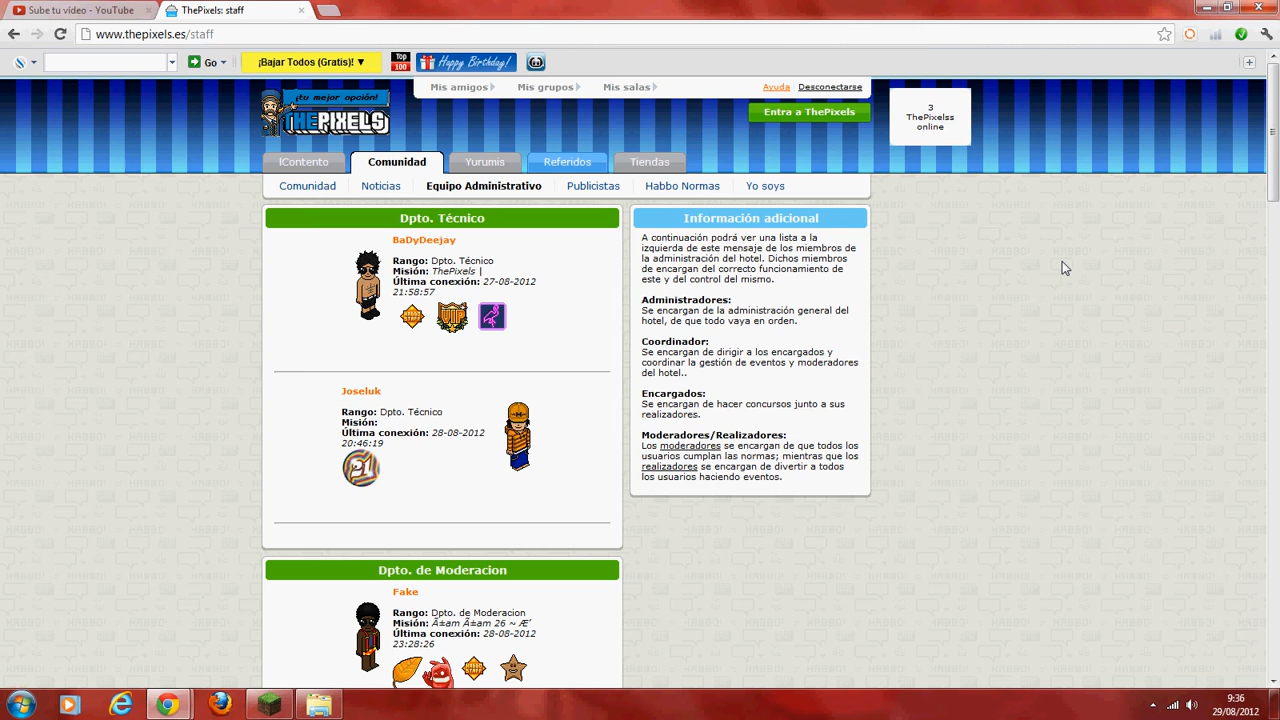 Sube tu vídeo - YouTube
ThePixels: staff
www.thepixels.es/staff
Go
¡Bajar Todos (Gratis)! ▼
Top 100
Happy Birthday!
Mis amigos
Mis grupos
Mis salas
Ayuda
Desconectarse
¡tu mejor opción!
THEPIXELS
Entra a ThePixels
3
ThePixelss
online
lContento
Comunidad
Yurumis
Referidos
Tiendas
Comunidad
Noticias
Equipo Administrativo
Publicistas
Habbo Normas
Yo soys
Dpto. Técnico
BaDyDeejay
Rango: Dpto. Técnico
Misión: ThePixels |
Última conexión: 27-08-2012
21:58:57
VIP
Joseluk
Rango: Dpto. Técnico
Misión:
Última conexión: 28-08-2012
20:46:19
21
Dpto. de Moderacion
Fake
Rango: Dpto. de Moderacion
Misión: Ã±am Ã±am 26 ~ Æ’
Última conexión: 28-08-2012
23:28:26
Información adicional
A continuación podrá ver una lista a la
izquierda de este mensaje de los miembros de
la administración del hotel. Dichos miembros
de encargan del correcto funcionamiento de
este y del control del mismo.
Administradores:
Se encargan de la administración general del
hotel, de que todo vaya en orden.
Coordinador:
Se encargan de dirigir a los encargados y
coordinar la gestión de eventos y moderadores
del hotel..
Encargados:
Se encargan de hacer concursos junto a sus
realizadores.
Moderadores/Realizadores:
Los moderadores se encargan de que todos los
usuarios cumplan las normas; mientras que los
realizadores se encargan de divertir a todos
los usuarios haciendo eventos.
9:36
29/08/2012